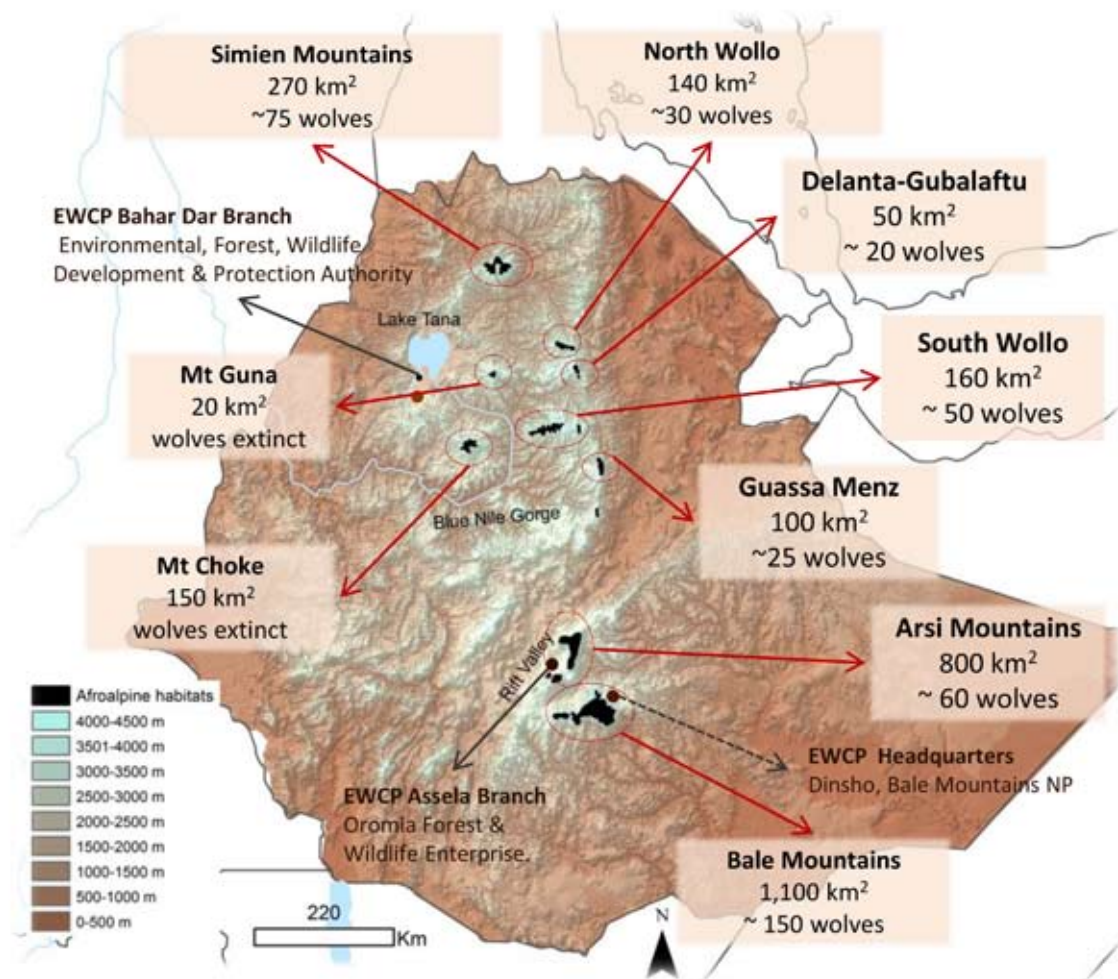 Simien Mountains
270 km²
~75 wolves
North Wollo
140 km²
~30 wolves
Delanta-Gubalaftu
50 km²
~ 20 wolves
EWCP Bahar Dar Branch
Environmental, Forest, Wildlife
Development & Protection Authority
Lake Tana
South Wollo
160 km²
~ 50 wolves
Mt Guna
20 km²
wolves extinct
Guassa Menz
100 km²
~25 wolves
Blue Nile Gorge
Mt Choke
150 km²
wolves extinct
Arsi Mountains
800 km²
~ 60 wolves
Rift Valley
EWCP Headquarters
Dinsho, Bale Mountains NP
EWCP Assela Branch
Oromia Forest &
Wildlife Enterprise.
Bale Mountains
1,100 km²
~ 150 wolves
Afroalpine habitats
4000-4500 m
3501-4000 m
3000-3500 m
2500-3000 m
2000-2500 m
1500-2000 m
1000-1500 m
500-1000 m
0-500 m
220
Km
N